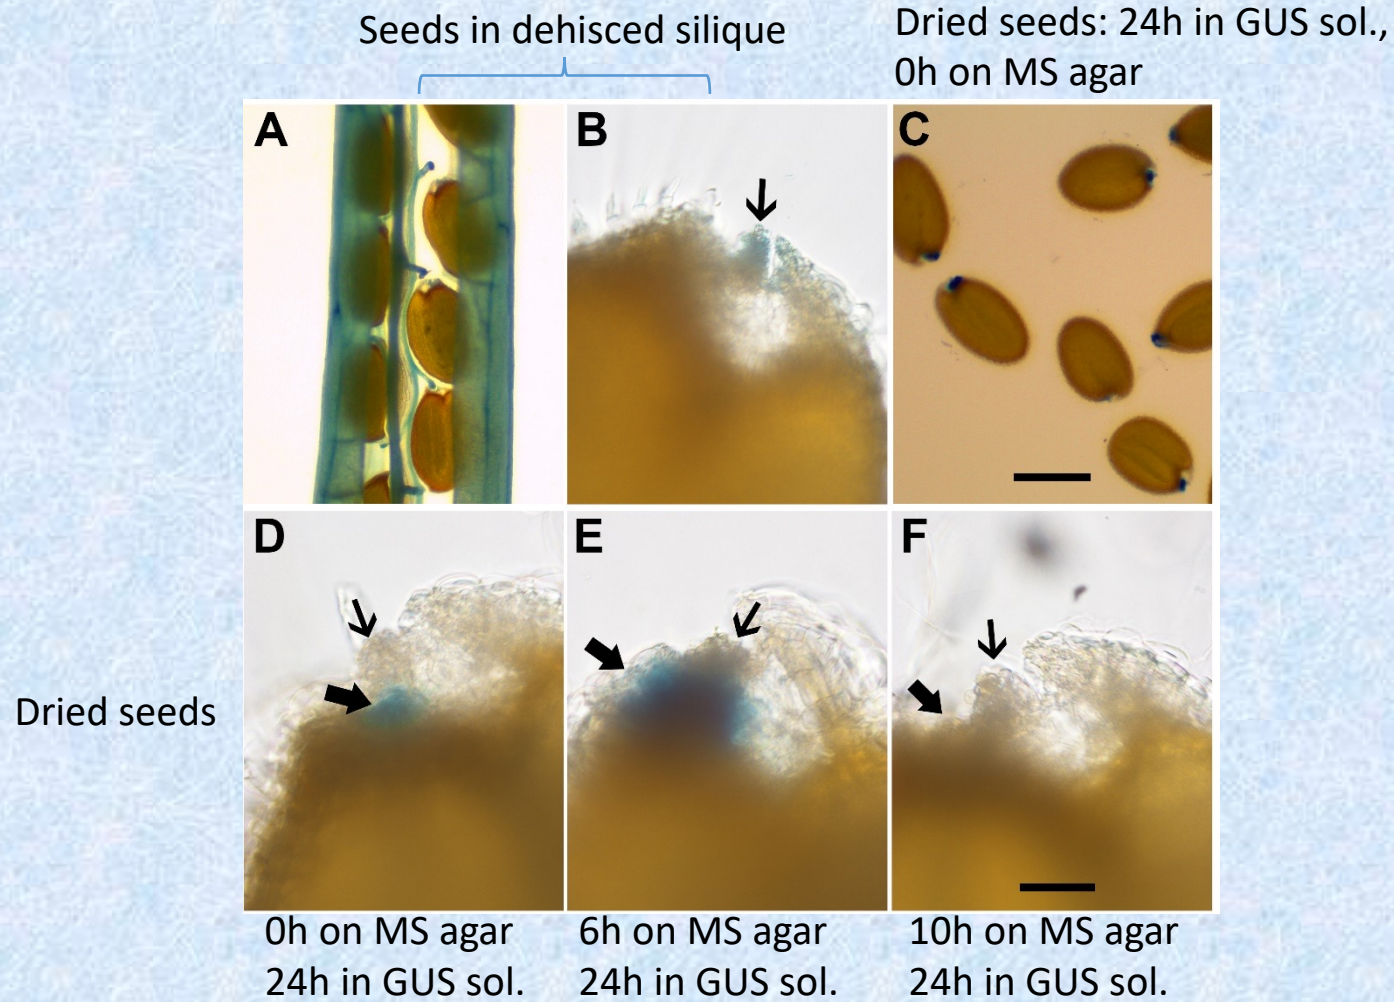 Seeds in dehisced silique
Dried seeds: 24h in GUS sol.,
0h on MS agar
A
B
C
D
E
F
Dried seeds
0h on MS agar
24h in GUS sol.
6h on MS agar
24h in GUS sol.
10h on MS agar
24h in GUS sol.